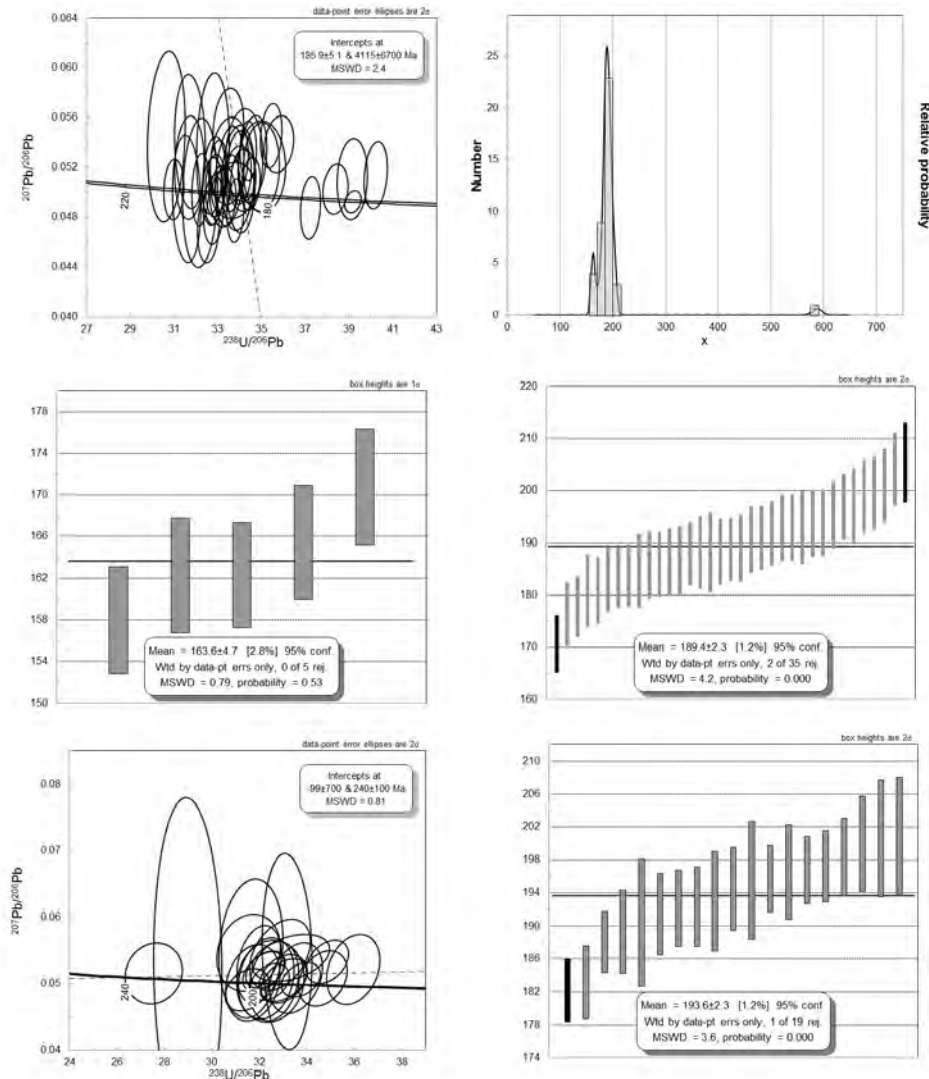 data-point error ellipses are 2σ
0.064
0.060
0.056
0.052
0.048
0.044
0.040
207Pb/206Pb
Intercepts at
185.9±5.1 & 4115±6700 Ma
MSWD = 2.4
220
180
27 29 31 33 35 37 39 41 43
238U/206Pb
25
20
15
10
5
0
Number
Relative probability
0 100 200 300 400 500 600 700
x
box heights are 1σ
178
174
170
166
162
158
154
150
Mean = 163.6±4.7 [2.8%] 95% conf.
Wtd by data-pt errs only, 0 of 5 rej.
MSWD = 0.79, probability = 0.53
box heights are 2σ
220
210
200
190
180
170
160
Mean = 189.4±2.3 [1.2%] 95% conf.
Wtd by data-pt errs only, 2 of 35 rej.
MSWD = 4.2, probability = 0.000
data-point error ellipses are 2σ
0.08
0.07
0.06
0.05
0.04
207Pb/206Pb
Intercepts at
-99±700 & 240±100 Ma
MSWD = 0.81
240
200
24 26 28 30 32 34 36 38
238U/206Pb
box heights are 2σ
210
206
202
198
194
190
186
182
178
174
Mean = 193.6±2.3 [1.2%] 95% conf.
Wtd by data-pt errs only, 1 of 19 rej.
MSWD = 3.6, probability = 0.000